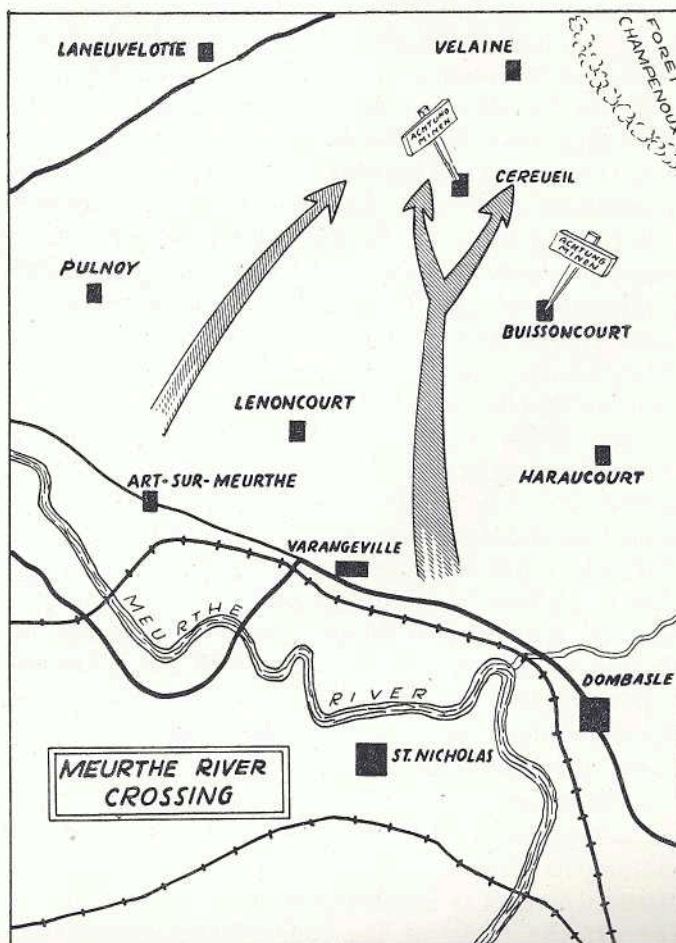 LANEUVELOTTE
VELAINE
FORET
CHAMPENOUX
ACHTUNG
MINEN
CEREUEIL
PULNOY
ACHTUNG
MINEN
BUISSONCOURT
LENONCOURT
HARAUCOURT
ART-SUR-MEURTHE
VARANGEVILLE
MEURTHE
RIVER
DOMBASLE
ST. NICHOLAS
MEURTHE RIVER
CROSSING